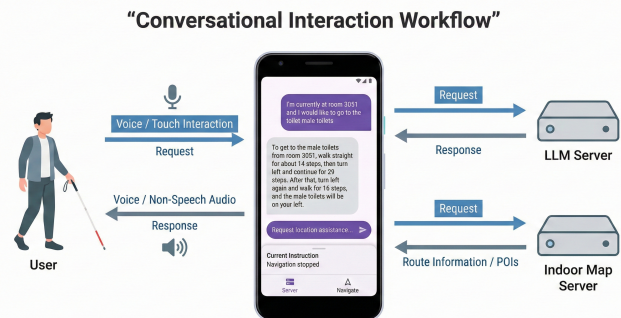 “Conversational Interaction Workflow”
Voice / Touch Interaction
Request
Voice / Non-Speech Audio
Response
User
I'm currently at room 3051
and I would like to go to the
toilet male toilets
To get to the male toilets
from room 3051, walk straight
for about 14 steps, then turn
left and continue for 29
steps. After that, turn left
again and walk for 16 steps,
and the male toilets will be
on your left.
Request location assistance...
Current Instruction
Navigation stopped
Server
Navigate
Request
Response
LLM Server
Request
Route Information / POIs
Indoor Map
Server